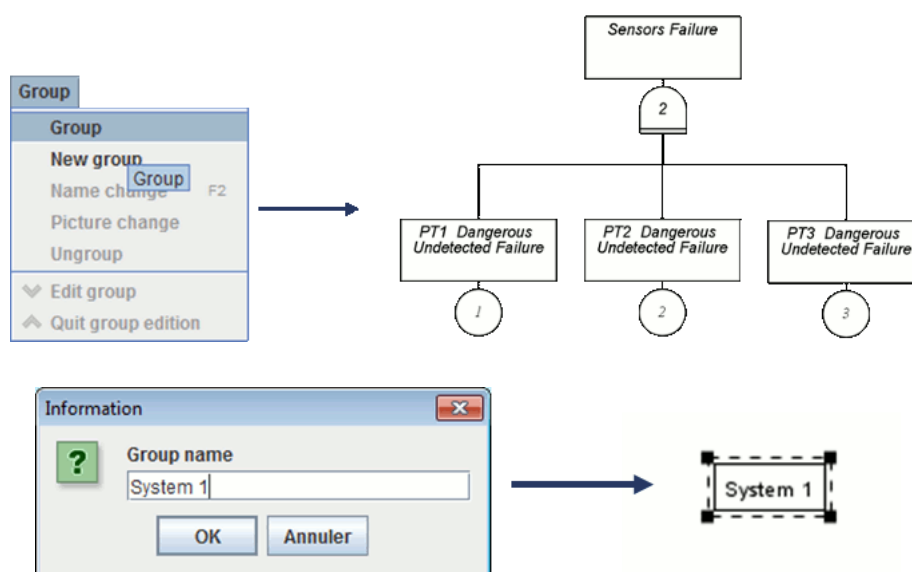 Group
Group
New group
Group
Name change F2
Picture change
Ungroup
Edit group
Quit group edition
Sensors Failure
2
PT1 Dangerous
Undetected Failure
PT2 Dangerous
Undetected Failure
PT3 Dangerous
Undetected Failure
1
2
3
Information
?
Group name
System 1
OK
Annuler
System 1